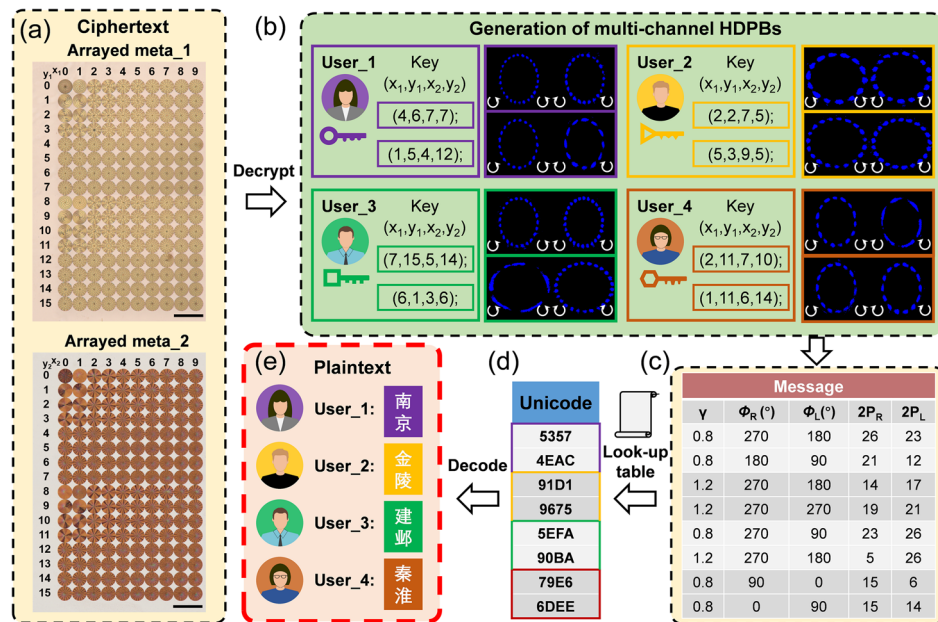 (a)
Ciphertext
Arrayed meta_1
y₁ x₁ 0 1 2 3 4 5 6 7 8 9
0
1
2
3
4
5
6
7
8
9
10
11
12
13
14
15
Arrayed meta_2
y₂ x₂ 0 1 2 3 4 5 6 7 8 9
0
1
2
3
4
5
6
7
8
9
10
11
12
13
14
15
Decrypt
(b)
Generation of multi-channel HDPBs
User_1
Key
(x₁,y₁,x₂,y₂)
(4,6,7,7);
(1,5,4,12);
User_2
Key
(x₁,y₁,x₂,y₂)
(2,2,7,5);
(5,3,9,5);
User_3
Key
(x₁,y₁,x₂,y₂)
(7,15,5,14);
(6,1,3,6);
User_4
Key
(x₁,y₁,x₂,y₂)
(2,11,7,10);
(1,11,6,14);
(c)
Message
γ Φ_R (°) Φ_L(°) 2P_R 2P_L
0.8 270 180 26 23
0.8 180 90 21 12
1.2 270 180 14 17
1.2 270 270 19 21
0.8 270 90 23 26
1.2 270 180 5 26
0.8 90 0 15 6
0.8 0 90 15 14
Look-up
table
(d)
Unicode
5357
4EAC
91D1
9675
5EFA
90BA
79E6
6DEE
Decode
(e)
Plaintext
User_1:
南
京
User_2:
金
陵
User_3:
建
邺
User_4:
秦
淮